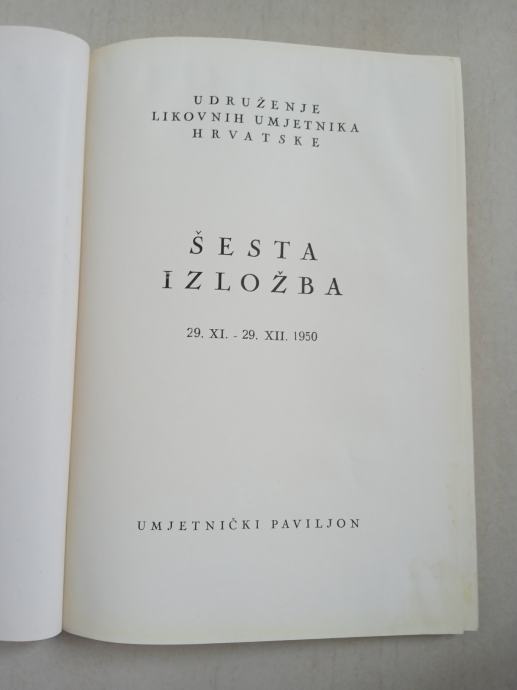 UDRUŽENJE
LIKOVNIH UMJETNIKA
HRVATSKE
ŠESTA
IZLOŽBA
29. XI. - 29. XII. 1950
UMJETNIČKI PAVILJON